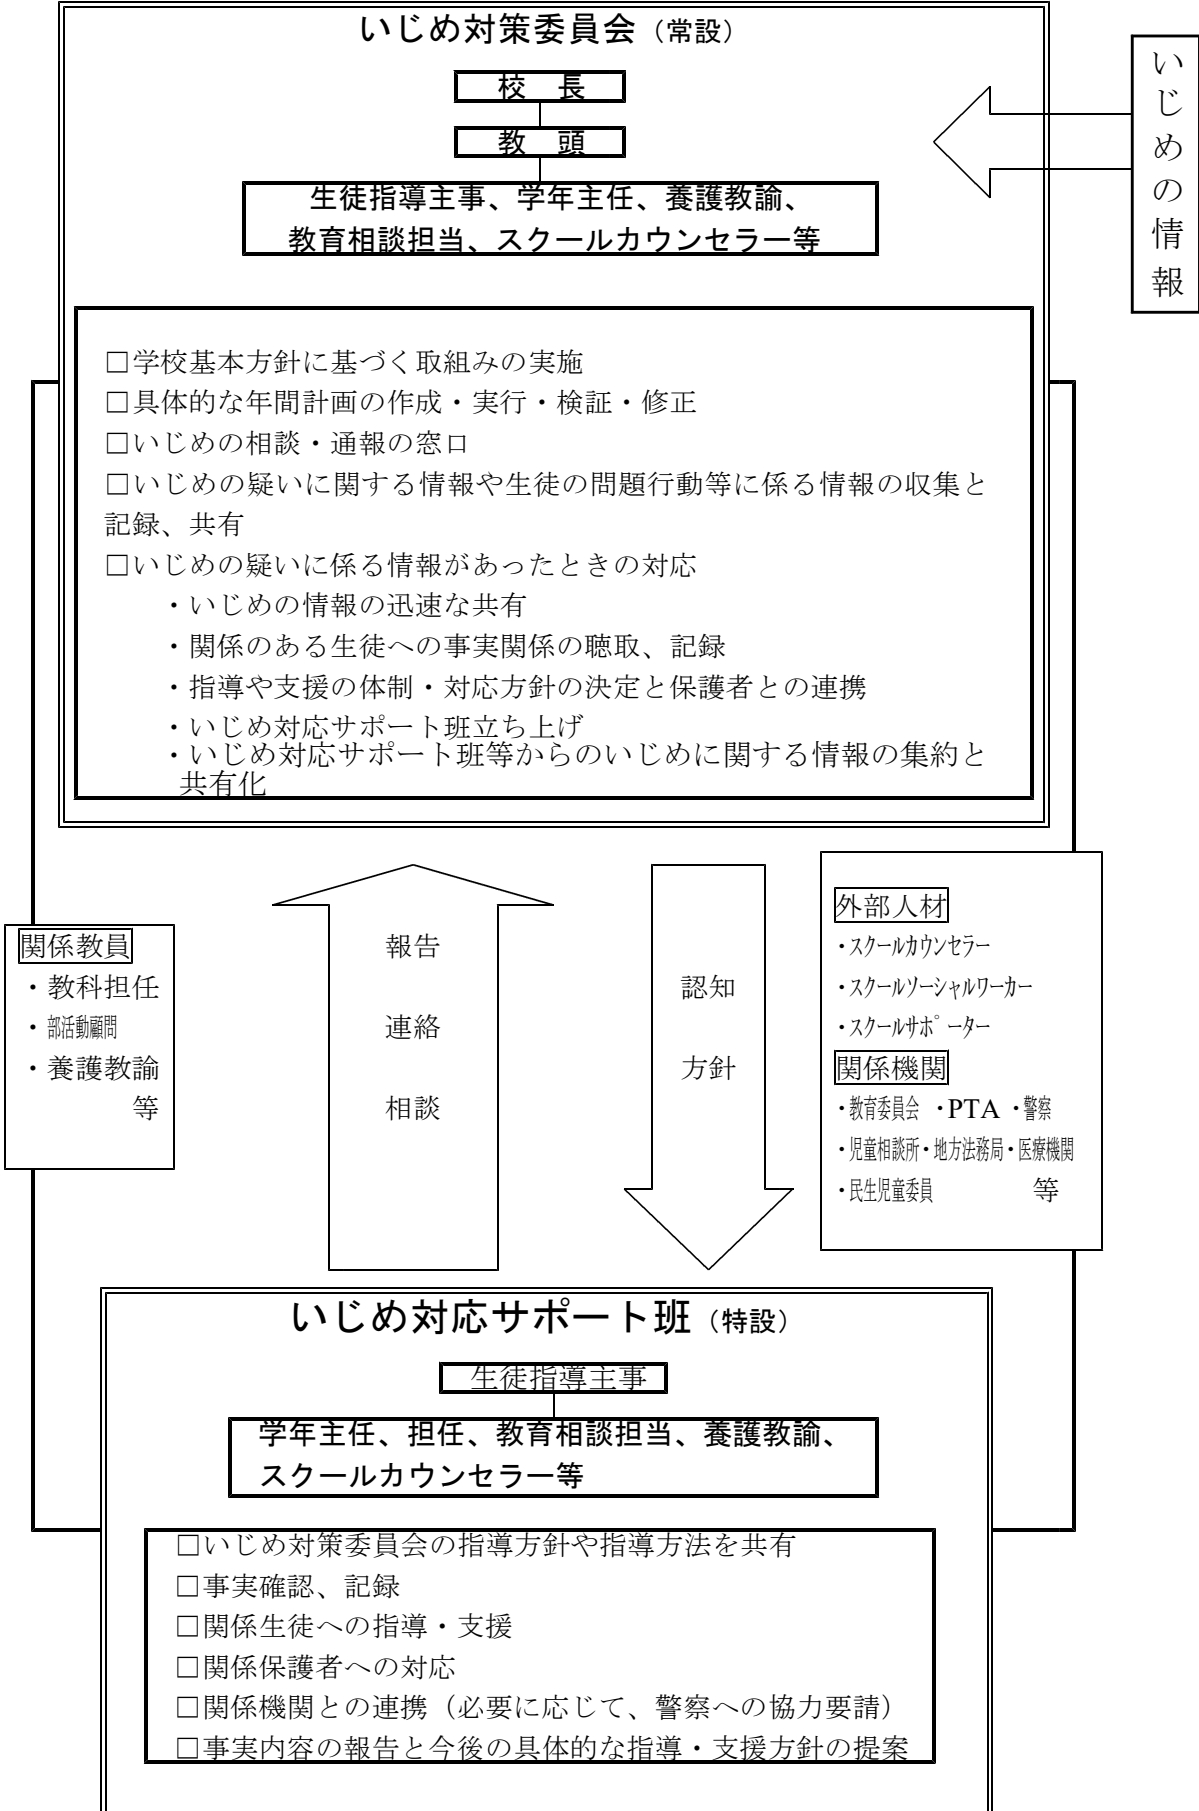 いじめ対策委員会（常設）
校　長
教　頭
生徒指導主事、学年主任、養護教諭、
教育相談担当、スクールカウンセラー等
いじめの情報
□学校基本方針に基づく取組みの実施
□具体的な年間計画の作成・実行・検証・修正
□いじめの相談・通報の窓口
□いじめの疑いに関する情報や生徒の問題行動等に係る情報の収集と
記録、共有
□いじめの疑いに係る情報があったときの対応
・いじめの情報の迅速な共有
・関係のある生徒への事実関係の聴取、記録
・指導や支援の体制・対応方針の決定と保護者との連携
・いじめ対応サポート班立ち上げ
・いじめ対応サポート班等からのいじめに関する情報の集約と
共有化
関係教員
・教科担任
・部活動顧問
・養護教諭
等
報告
連絡
相談
認知
方針
外部人材
・スクールカウンセラー
・スクールソーシャルワーカー
・スクールサポーター
関係機関
・教育委員会 ・PTA ・警察
・児童相談所・地方法務局・医療機関
・民生児童委員　　　等
いじめ対応サポート班（特設）
生徒指導主事
学年主任、担任、教育相談担当、養護教諭、
スクールカウンセラー等
□いじめ対策委員会の指導方針や指導方法を共有
□事実確認、記録
□関係生徒への指導・支援
□関係保護者への対応
□関係機関との連携（必要に応じて、警察への協力要請）
□事実内容の報告と今後の具体的な指導・支援方針の提案